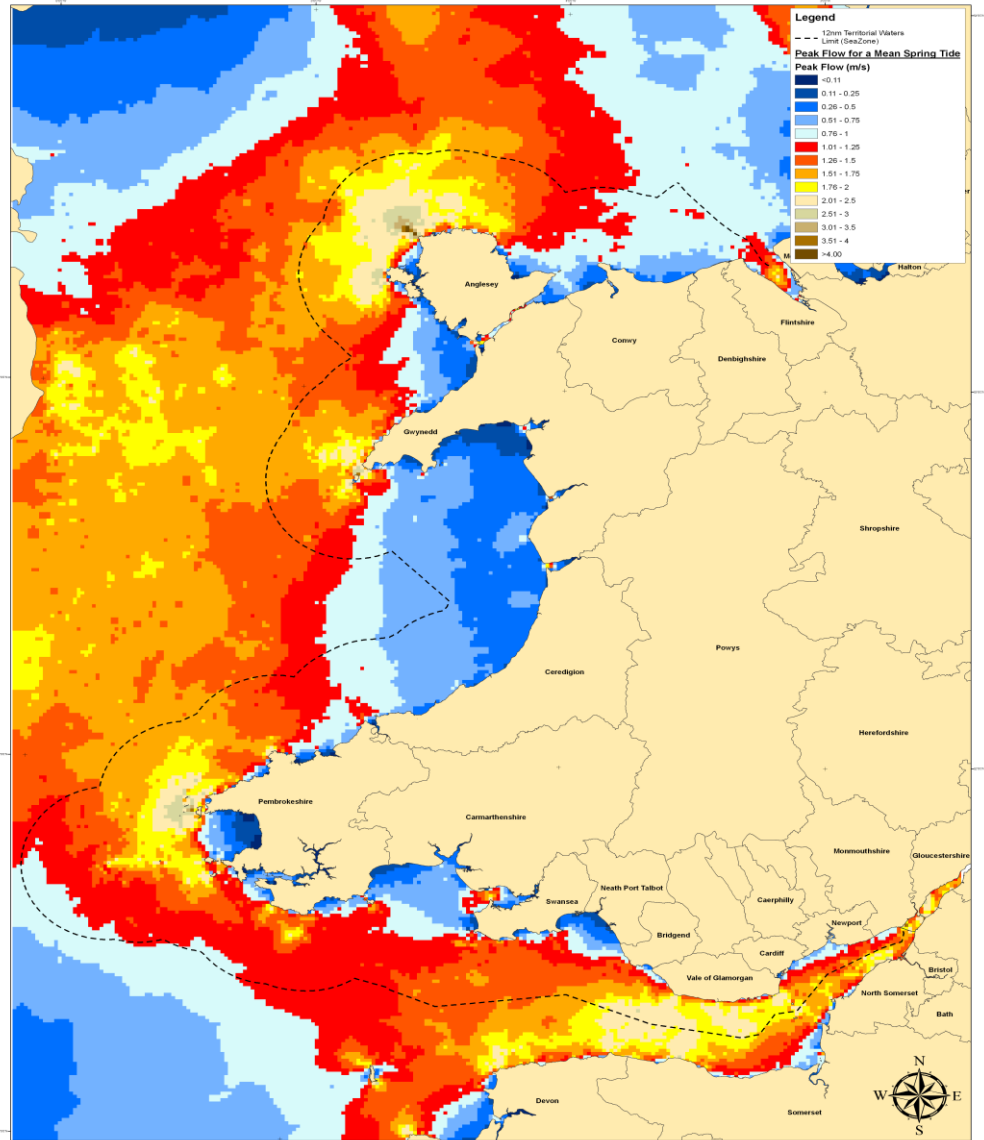 Legend
12nm Territorial Waters
Limit (SeaZone)
Peak Flow for a Mean Spring Tide
Peak Flow (m/s)
<0.11
0.11 - 0.25
0.26 - 0.5
0.51 - 0.75
0.76 - 1
1.01 - 1.25
1.26 - 1.5
1.51 - 1.75
1.76 - 2
2.01 - 2.5
2.51 - 3
3.01 - 3.5
3.51 - 4
>4.00
Halton
Anglesey
Flintshire
Conwy
Denbighshire
Gwynedd
Shropshire
Powys
Ceredigion
Herefordshire
Pembrokeshire
Carmarthenshire
Monmouthshire
Gloucestershire
Neath Port Talbot
Swansea
Caerphilly
Newport
Bridgend
Cardiff
Vale of Glamorgan
Bristol
North Somerset
Bath
Devon
Somerset
N
W
E
S